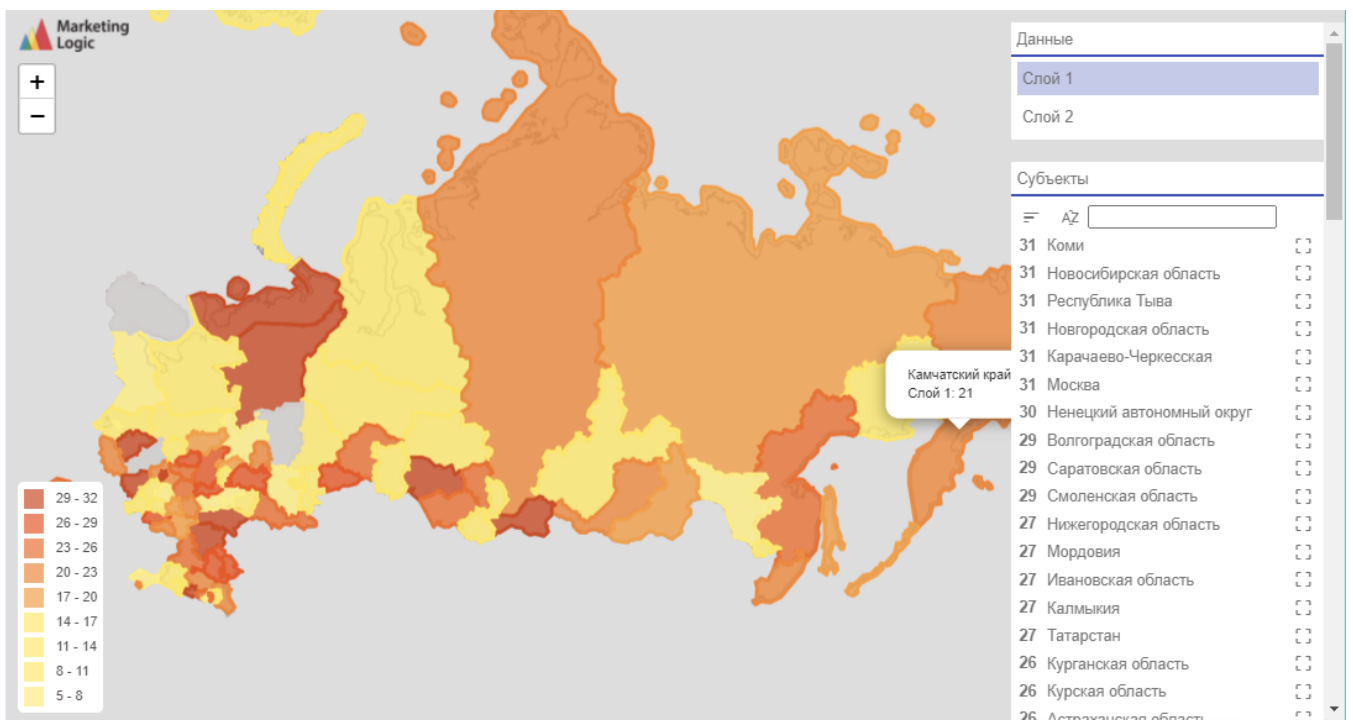 Marketing
Logic
+
−
Данные
Слой 1
Слой 2
Субъекты
AZ
31 Коми
31 Новосибирская область
31 Республика Тыва
31 Новгородская область
31 Карачаево-Черкесская
31 Москва
30 Ненецкий автономный округ
29 Волгоградская область
29 Саратовская область
29 Смоленская область
27 Нижегородская область
27 Мордовия
27 Ивановская область
27 Калмыкия
27 Татарстан
26 Курганская область
26 Курская область
26 Астраханская область
Камчатский край
Слой 1: 21
29 - 32
26 - 29
23 - 26
20 - 23
17 - 20
14 - 17
11 - 14
8 - 11
5 - 8